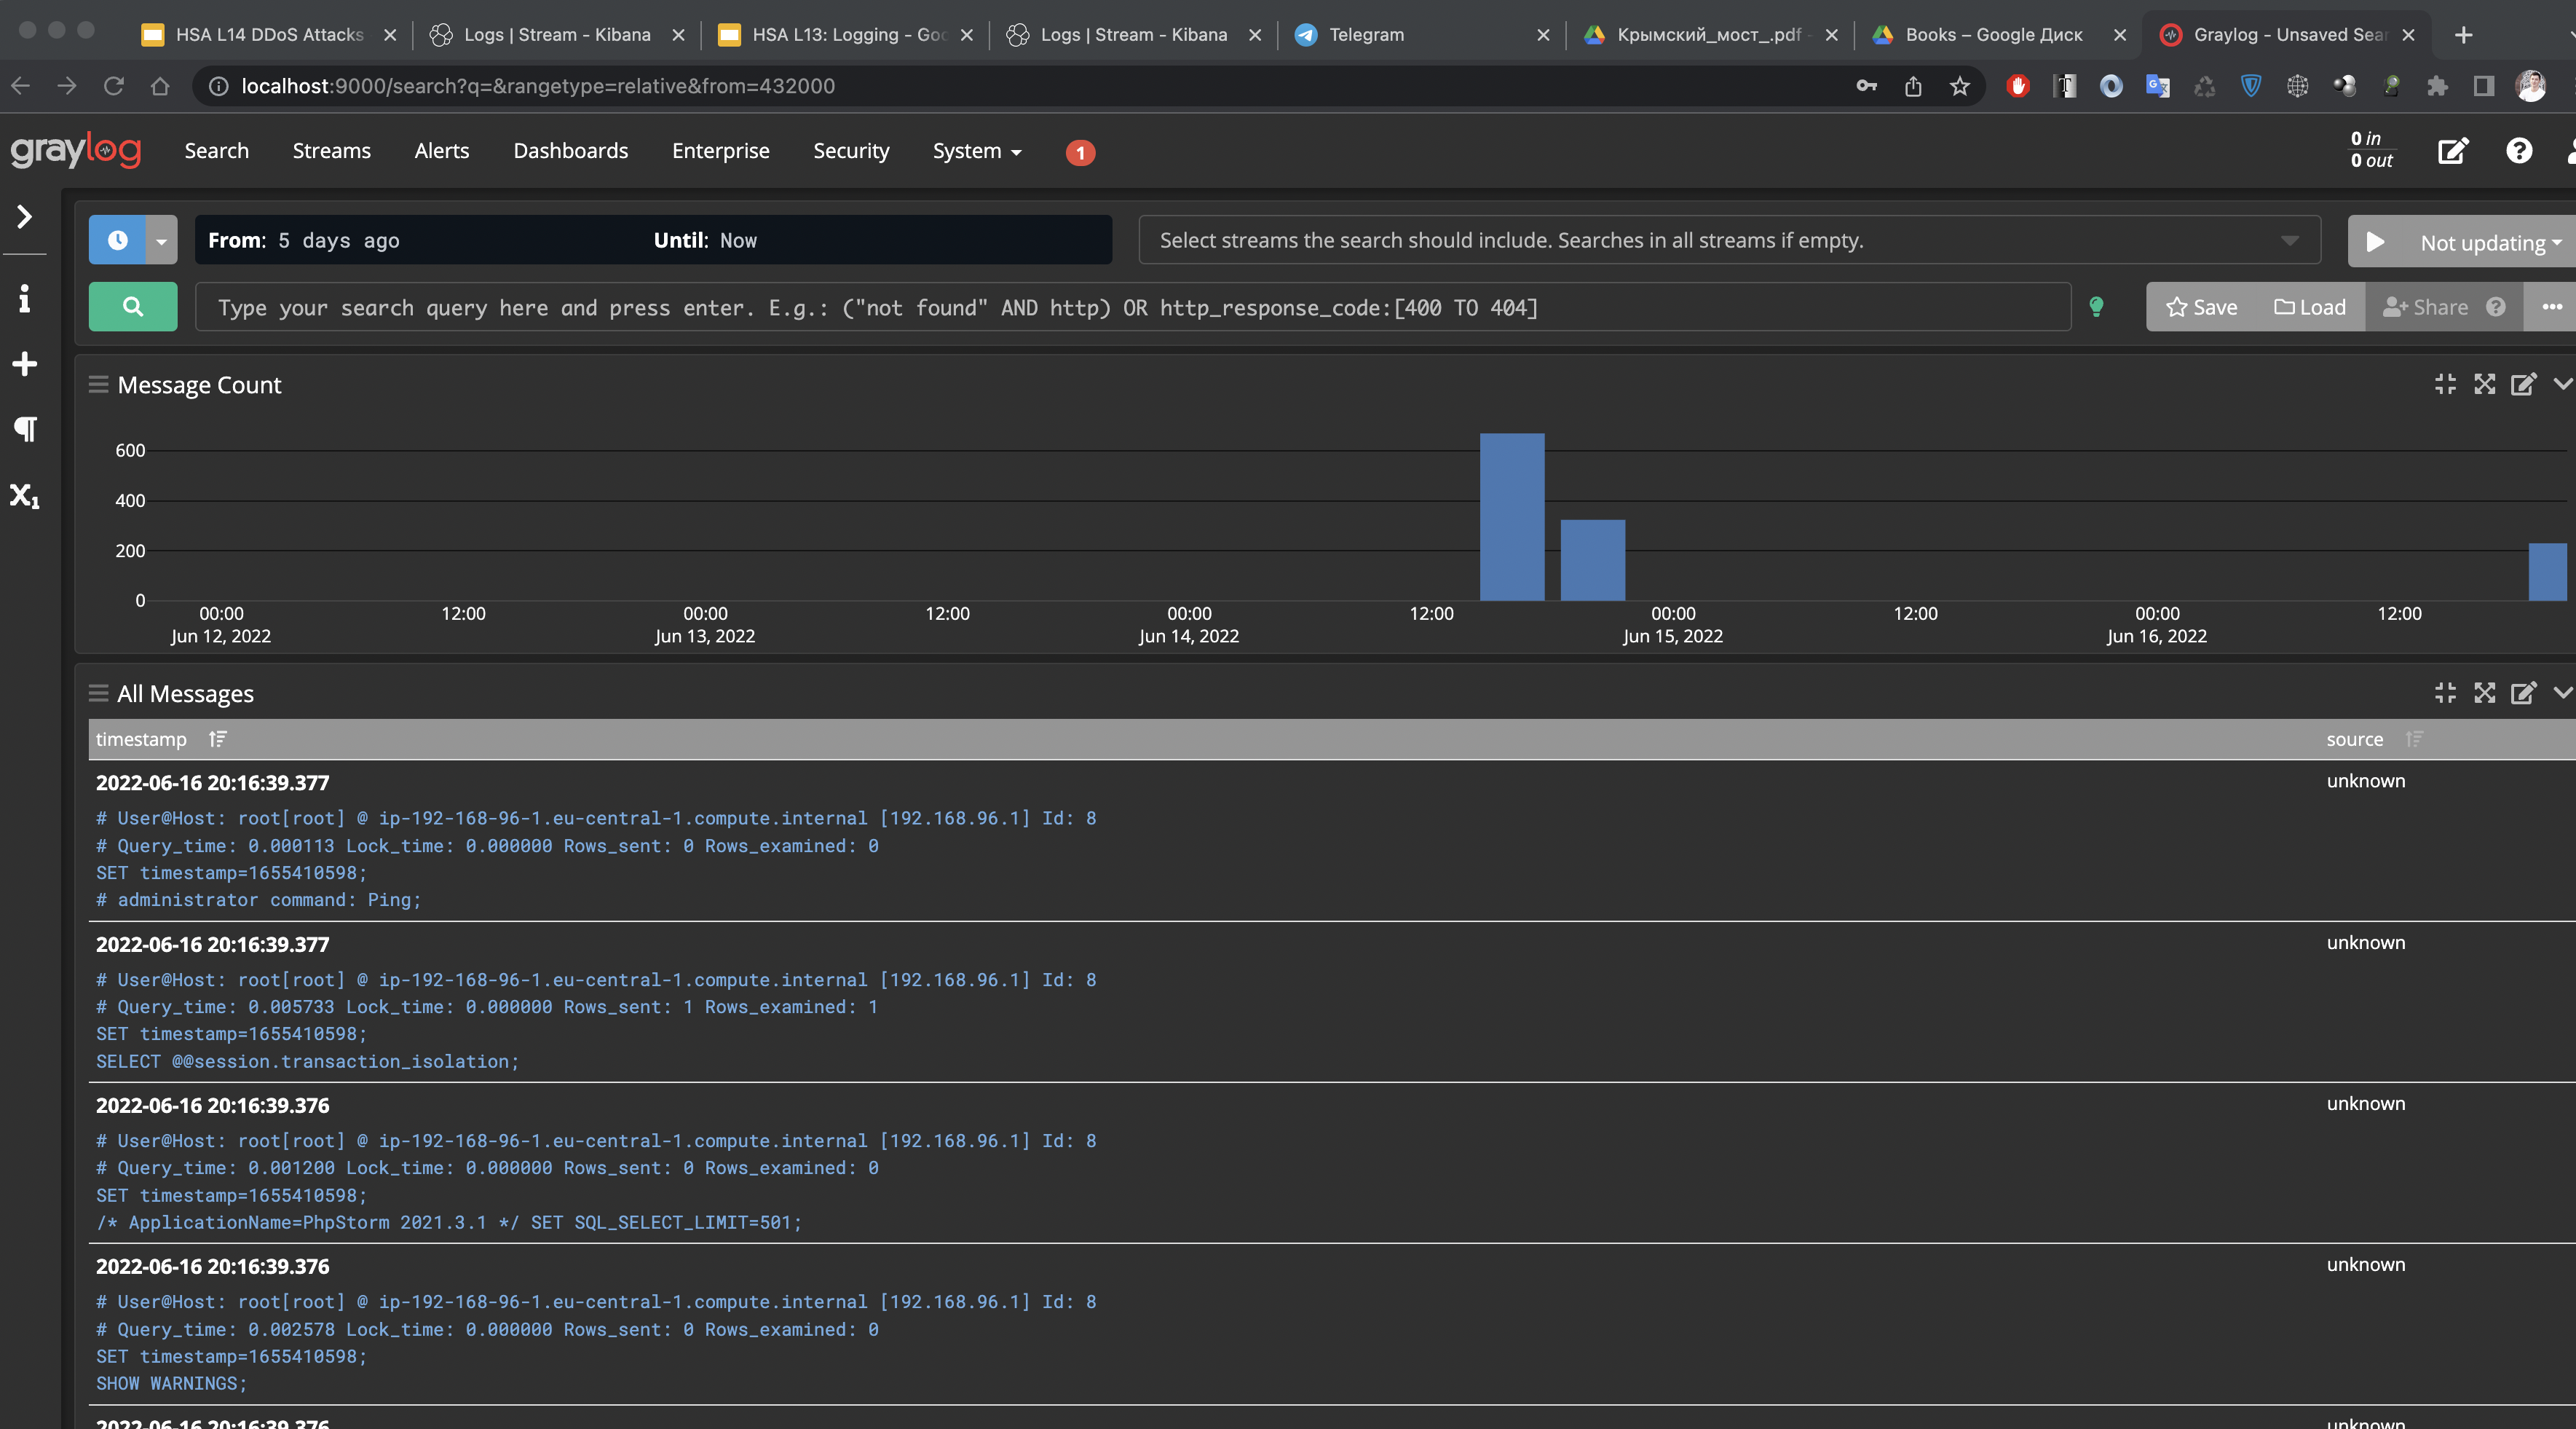 HSA L14 DDoS Attacks
Logs | Stream - Kibana
HSA L13: Logging - Goo
Logs | Stream - Kibana
Telegram
Крымский_мост_.pdf -
Books – Google Диск
Graylog - Unsaved Sear
localhost:9000/search?q=&rangetype=relative&from=432000
graylog
Search
Streams
Alerts
Dashboards
Enterprise
Security
System
1
0 in
0 out
From: 5 days ago
Until: Now
Select streams the search should include. Searches in all streams if empty.
Not updating
Type your search query here and press enter. E.g.: ("not found" AND http) OR http_response_code:[400 TO 404]
Save
Load
Share
Message Count
600
400
200
0
00:00
12:00
00:00
12:00
00:00
12:00
00:00
12:00
00:00
12:00
Jun 12, 2022
Jun 13, 2022
Jun 14, 2022
Jun 15, 2022
Jun 16, 2022
All Messages
timestamp
source
2022-06-16 20:16:39.377
unknown
# User@Host: root[root] @ ip-192-168-96-1.eu-central-1.compute.internal [192.168.96.1] Id: 8
# Query_time: 0.000113 Lock_time: 0.000000 Rows_sent: 0 Rows_examined: 0
SET timestamp=1655410598;
# administrator command: Ping;
2022-06-16 20:16:39.377
unknown
# User@Host: root[root] @ ip-192-168-96-1.eu-central-1.compute.internal [192.168.96.1] Id: 8
# Query_time: 0.005733 Lock_time: 0.000000 Rows_sent: 1 Rows_examined: 1
SET timestamp=1655410598;
SELECT @@session.transaction_isolation;
2022-06-16 20:16:39.376
unknown
# User@Host: root[root] @ ip-192-168-96-1.eu-central-1.compute.internal [192.168.96.1] Id: 8
# Query_time: 0.001200 Lock_time: 0.000000 Rows_sent: 0 Rows_examined: 0
SET timestamp=1655410598;
/* ApplicationName=PhpStorm 2021.3.1 */ SET SQL_SELECT_LIMIT=501;
2022-06-16 20:16:39.376
unknown
# User@Host: root[root] @ ip-192-168-96-1.eu-central-1.compute.internal [192.168.96.1] Id: 8
# Query_time: 0.002578 Lock_time: 0.000000 Rows_sent: 0 Rows_examined: 0
SET timestamp=1655410598;
SHOW WARNINGS;
2022-06-16 20:16:39.376
unknown